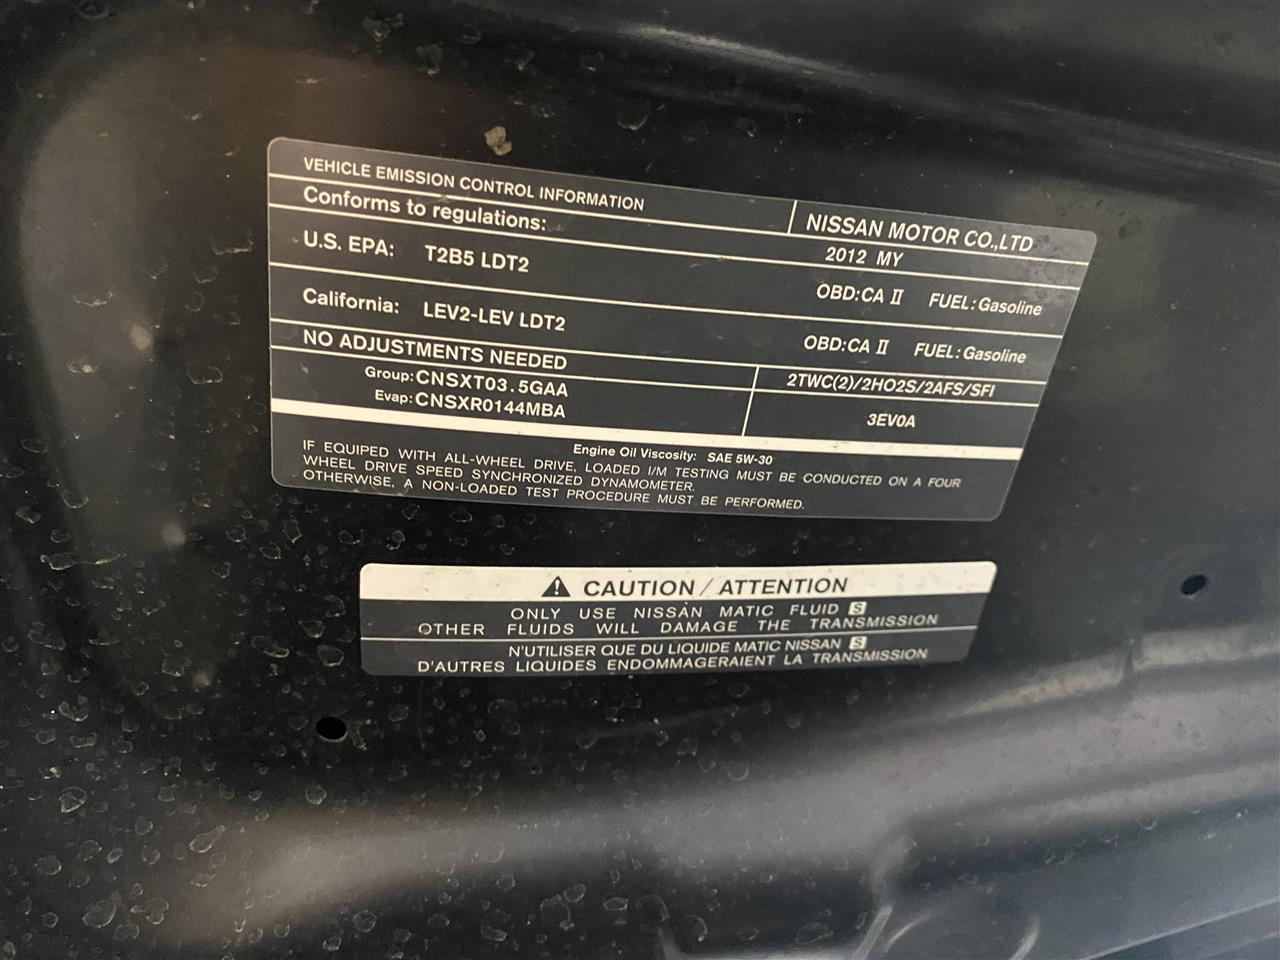 VEHICLE EMISSION CONTROL INFORMATION
NISSAN MOTOR CO.,LTD
Conforms to regulations:
2012 MY
U.S. EPA: T2B5 LDT2
OBD:CA II FUEL:Gasoline
California: LEV2-LEV LDT2
OBD:CA II FUEL:Gasoline
NO ADJUSTMENTS NEEDED
Group:CNSXT03.5GAA
2TWC(2)/2HO2S/2AFS/SFI
Evap:CNSXR0144MBA
3EV0A
Engine Oil Viscosity: SAE 5W-30
IF EQUIPED WITH ALL-WHEEL DRIVE, LOADED I/M TESTING MUST BE CONDUCTED ON A FOUR
WHEEL DRIVE SPEED SYNCHRONIZED DYNAMOMETER.
OTHERWISE, A NON-LOADED TEST PROCEDURE MUST BE PERFORMED.
CAUTION / ATTENTION
ONLY USE NISSAN MATIC FLUID S
OTHER FLUIDS WILL DAMAGE THE TRANSMISSION
N'UTILISER QUE DU LIQUIDE MATIC NISSAN S
D'AUTRES LIQUIDES ENDOMMAGERAIENT LA TRANSMISSION